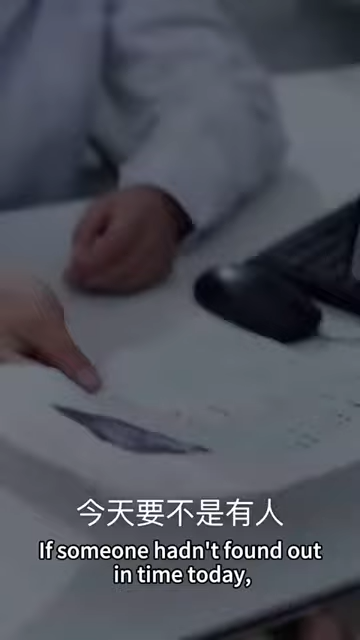 今天要不是有人
If someone hadn't found out
in time today,